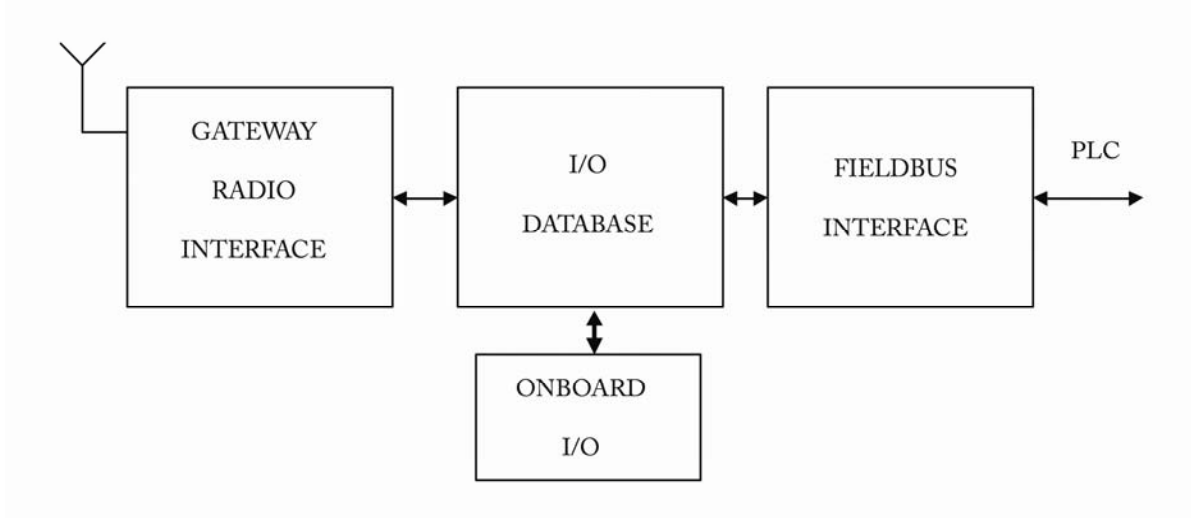 GATEWAY
RADIO
INTERFACE
I/O
DATABASE
FIELDBUS
INTERFACE
PLC
ONBOARD
I/O